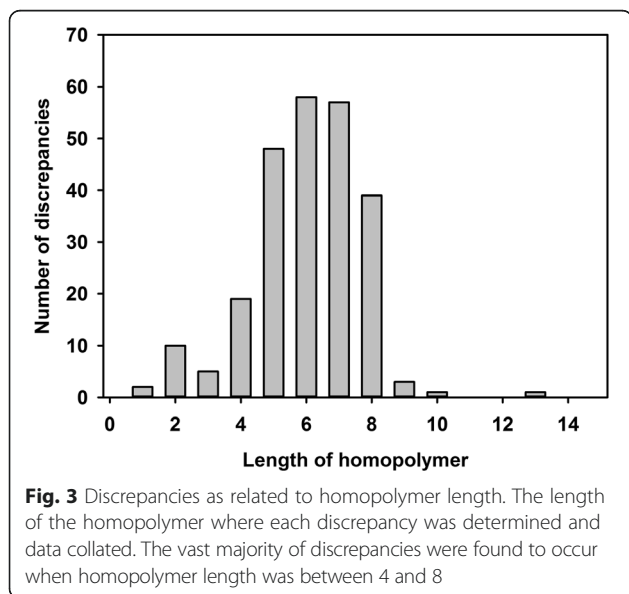 70
60
50
40
30
20
10
0
Number of discrepancies
0 2 4 6 8 10 12 14
Length of homopolymer
Fig. 3 Discrepancies as related to homopolymer length. The length
of the homopolymer where each discrepancy was determined and
data collated. The vast majority of discrepancies were found to occur
when homopolymer length was between 4 and 8